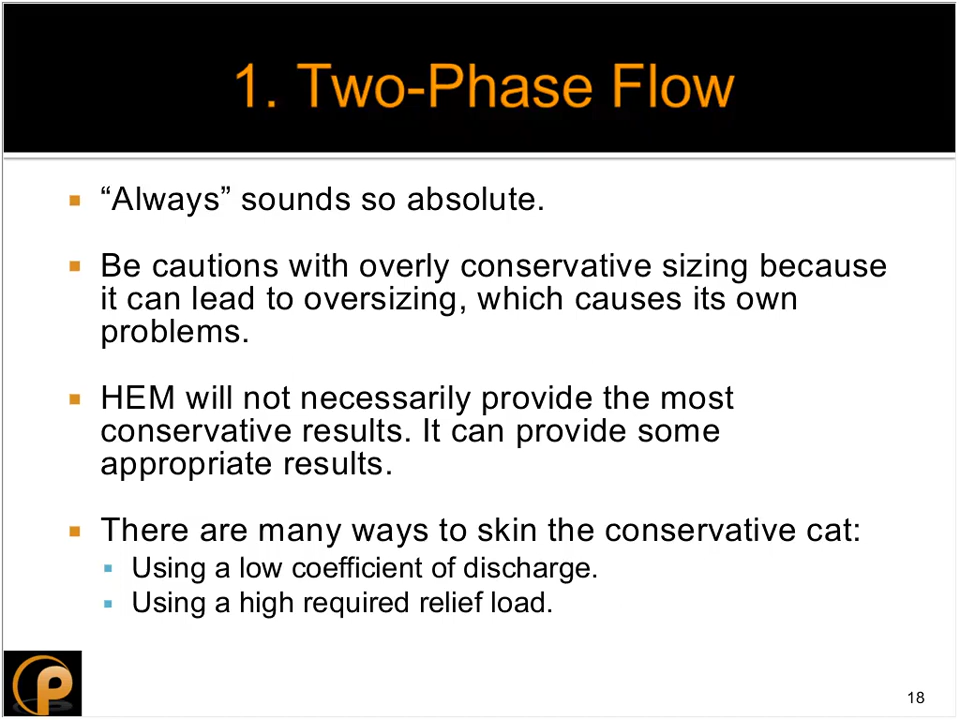 1. Two-Phase Flow
“Always” sounds so absolute.
Be cautions with overly conservative sizing because
it can lead to oversizing, which causes its own
problems.
HEM will not necessarily provide the most
conservative results. It can provide some
appropriate results.
There are many ways to skin the conservative cat:
Using a low coefficient of discharge.
Using a high required relief load.
p
18